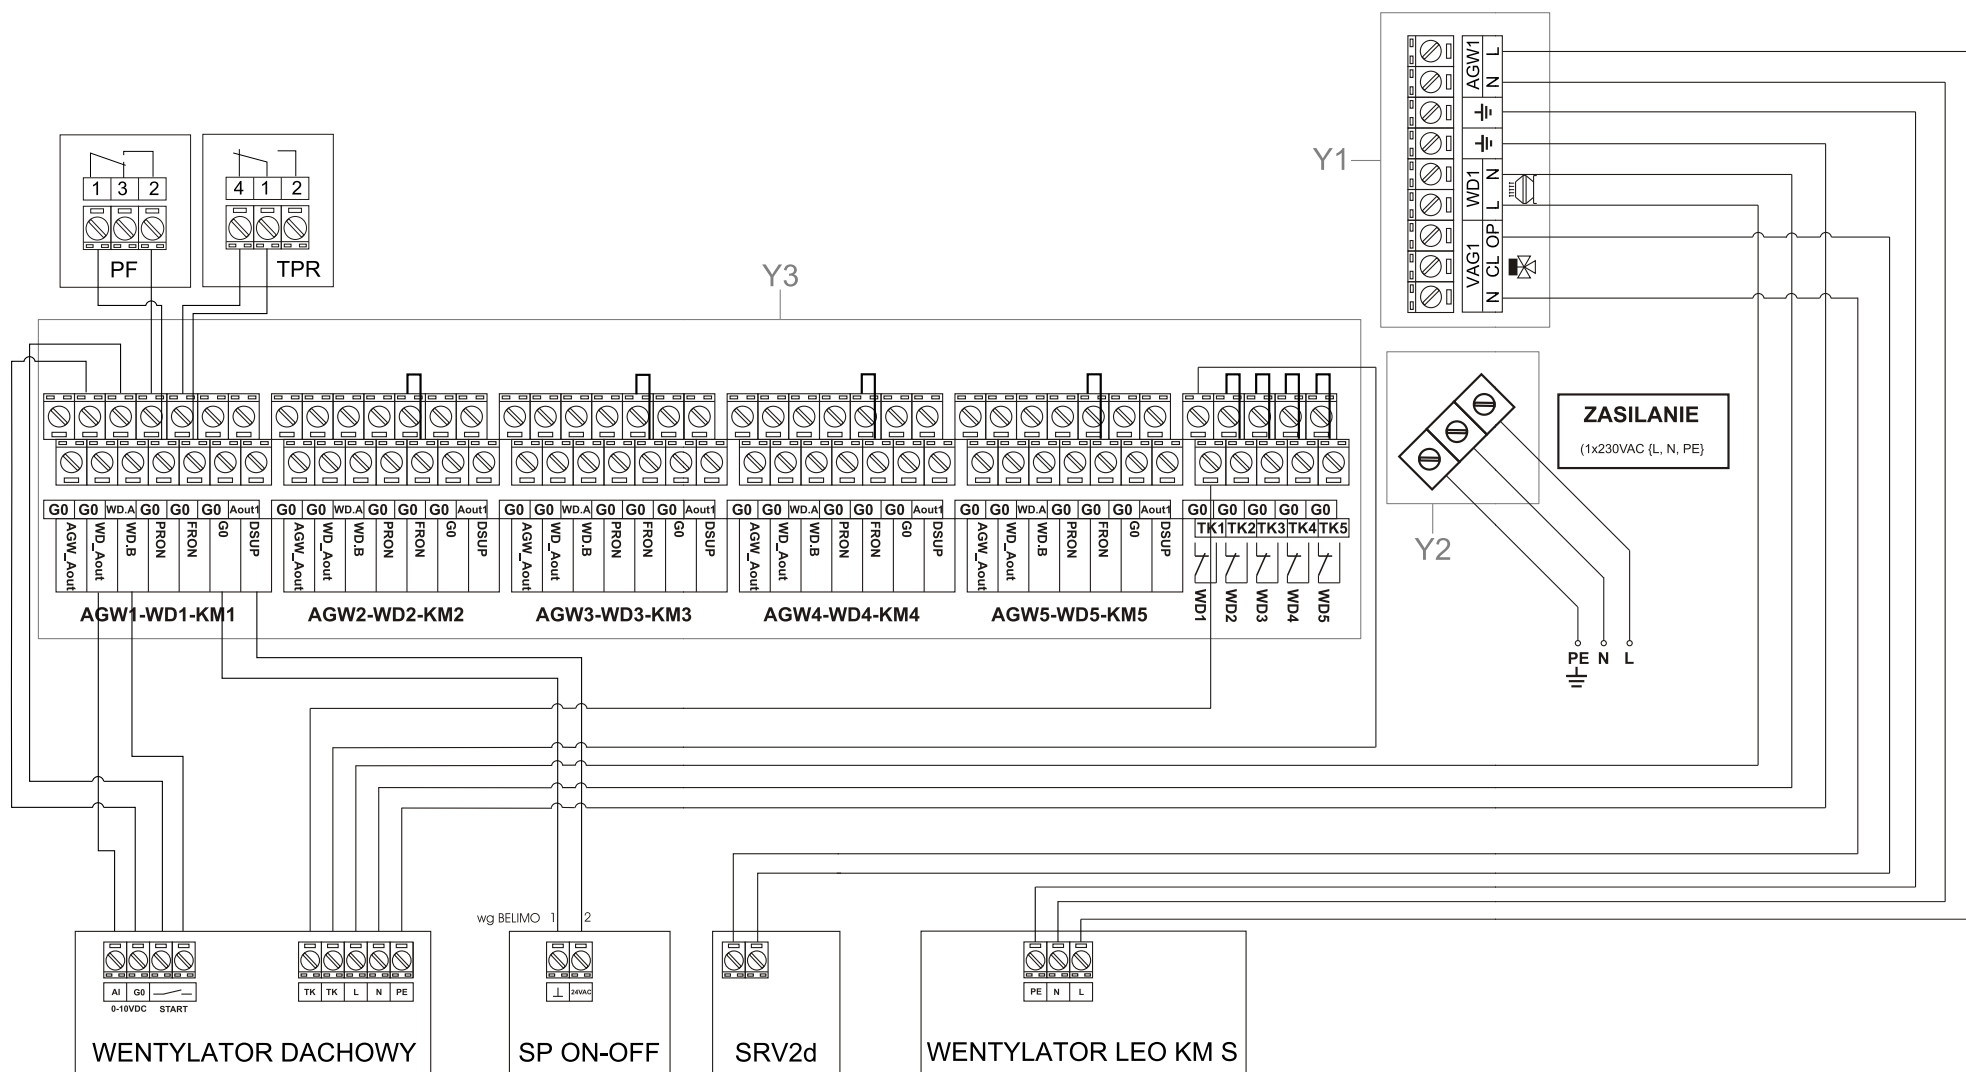 AGW1
L
N
WD1
N
L
VAG1
OP
CL
N
Y1
1 3 2
PF
4 1 2
TPR
Y3
Y2
ZASILANIE
(1x230VAC {L, N, PE}
PE N L
G0 G0 WD.A G0 G0 G0 Aout1
AGW_Aout WD_Aout WD.B PRON FRON G0 DSUP
AGW1-WD1-KM1
G0 G0 WD.A G0 G0 G0 Aout1
AGW_Aout WD_Aout WD.B PRON FRON G0 DSUP
AGW2-WD2-KM2
G0 G0 WD.A G0 G0 G0 Aout1
AGW_Aout WD_Aout WD.B PRON FRON G0 DSUP
AGW3-WD3-KM3
G0 G0 WD.A G0 G0 G0 Aout1
AGW_Aout WD_Aout WD.B PRON FRON G0 DSUP
AGW4-WD4-KM4
G0 G0 WD.A G0 G0 G0 Aout1
AGW_Aout WD_Aout WD.B PRON FRON G0 DSUP
AGW5-WD5-KM5
G0 G0 G0 G0 G0
TK1 TK2 TK3 TK4 TK5
WD1 WD2 WD3 WD4 WD5
wg BELIMO 1 2
AI G0
0-10VDC START
TK TK L N PE
WENTYLATOR DACHOWY
⊥ 24VAC
SP ON-OFF
SRV2d
PE N L
WENTYLATOR LEO KM S